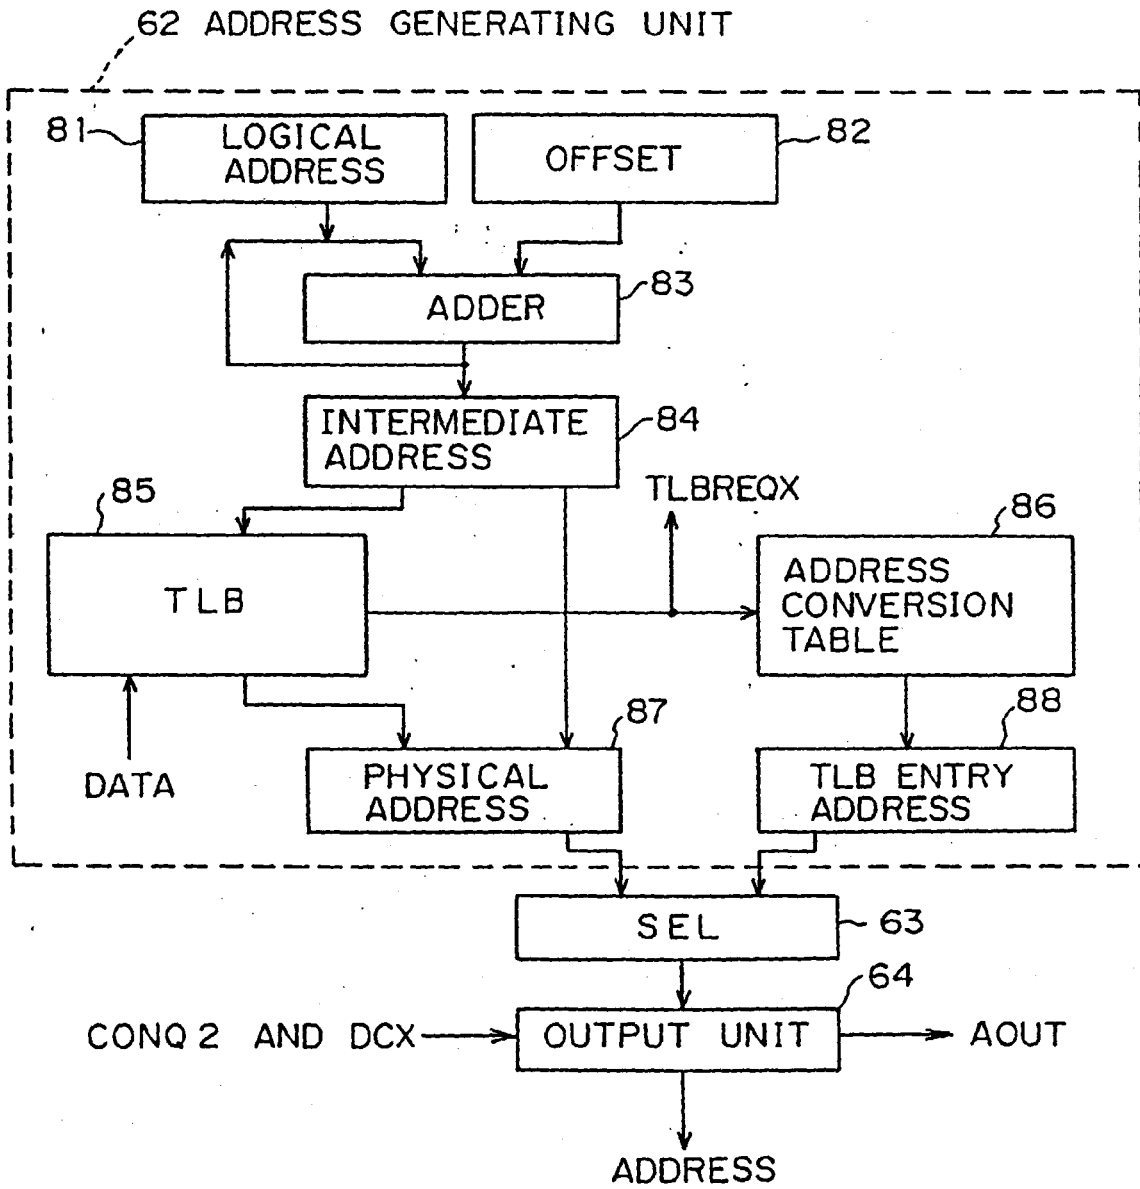 62 ADDRESS GENERATING UNIT
81
LOGICAL
ADDRESS
OFFSET
82
ADDER
83
INTERMEDIATE
ADDRESS
84
TLBREQX
85
TLB
86
ADDRESS
CONVERSION
TABLE
DATA
87
PHYSICAL
ADDRESS
88
TLB ENTRY
ADDRESS
SEL
63
64
CONQ2 AND DCX
OUTPUT UNIT
AOUT
ADDRESS